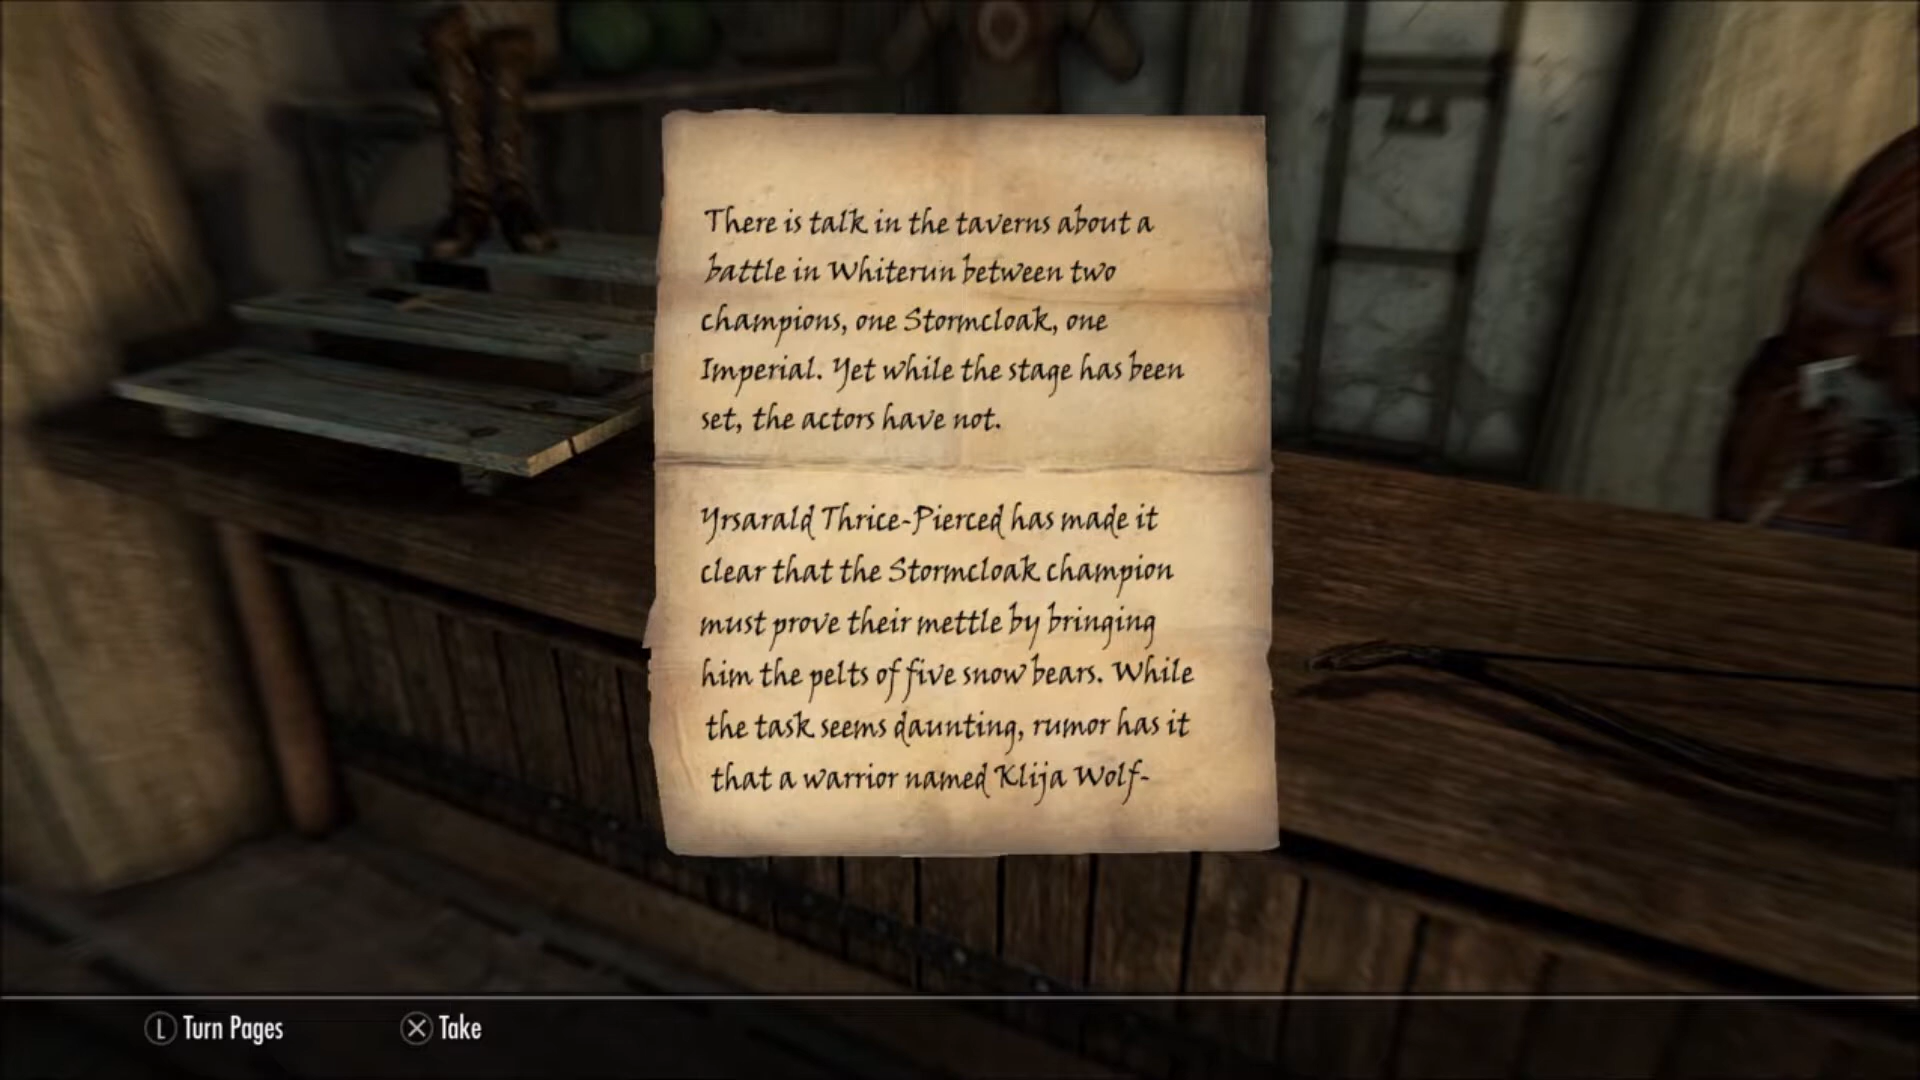 There is talk in the taverns about a
battle in Whiterun between two
champions, one Stormcloak, one
Imperial. Yet while the stage has been
set, the actors have not.
Yrsarald Thrice-Pierced has made it
clear that the Stormcloak champion
must prove their mettle by bringing
him the pelts of five snow bears. While
the task seems daunting, rumor has it
that a warrior named Klija Wolf-
L Turn Pages
X Take